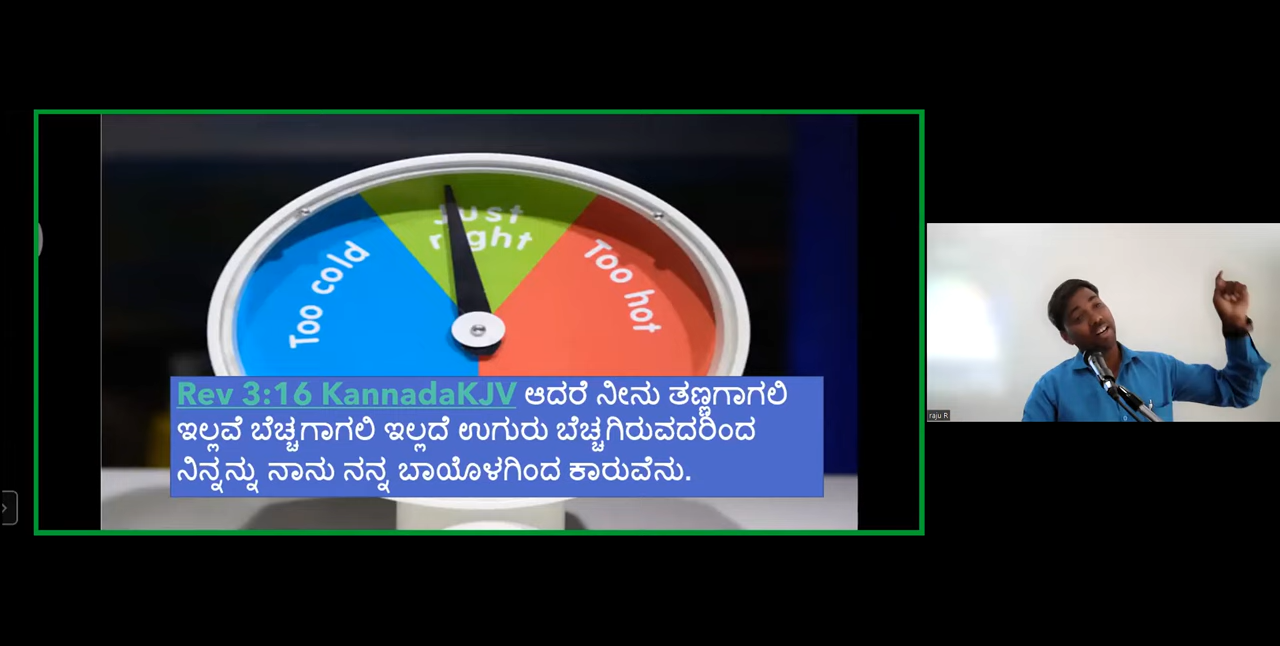 Too cold
Just
right
Too hot
Rev 3:16 KannadaKJV ಆದರೆ ನೀನು ತಣ್ಣಗಾಗಲಿ
ಇಲ್ಲವೆ ಬೆಚ್ಚಗಾಗಲಿ ಇಲ್ಲದೆ ಉಗುರು ಬೆಚ್ಚಗಿರುವದರಿಂದ
ನಿನ್ನನ್ನು ನಾನು ನನ್ನ ಬಾಯೊಳಗಿಂದ ಕಾರುವೆನು.
raju R